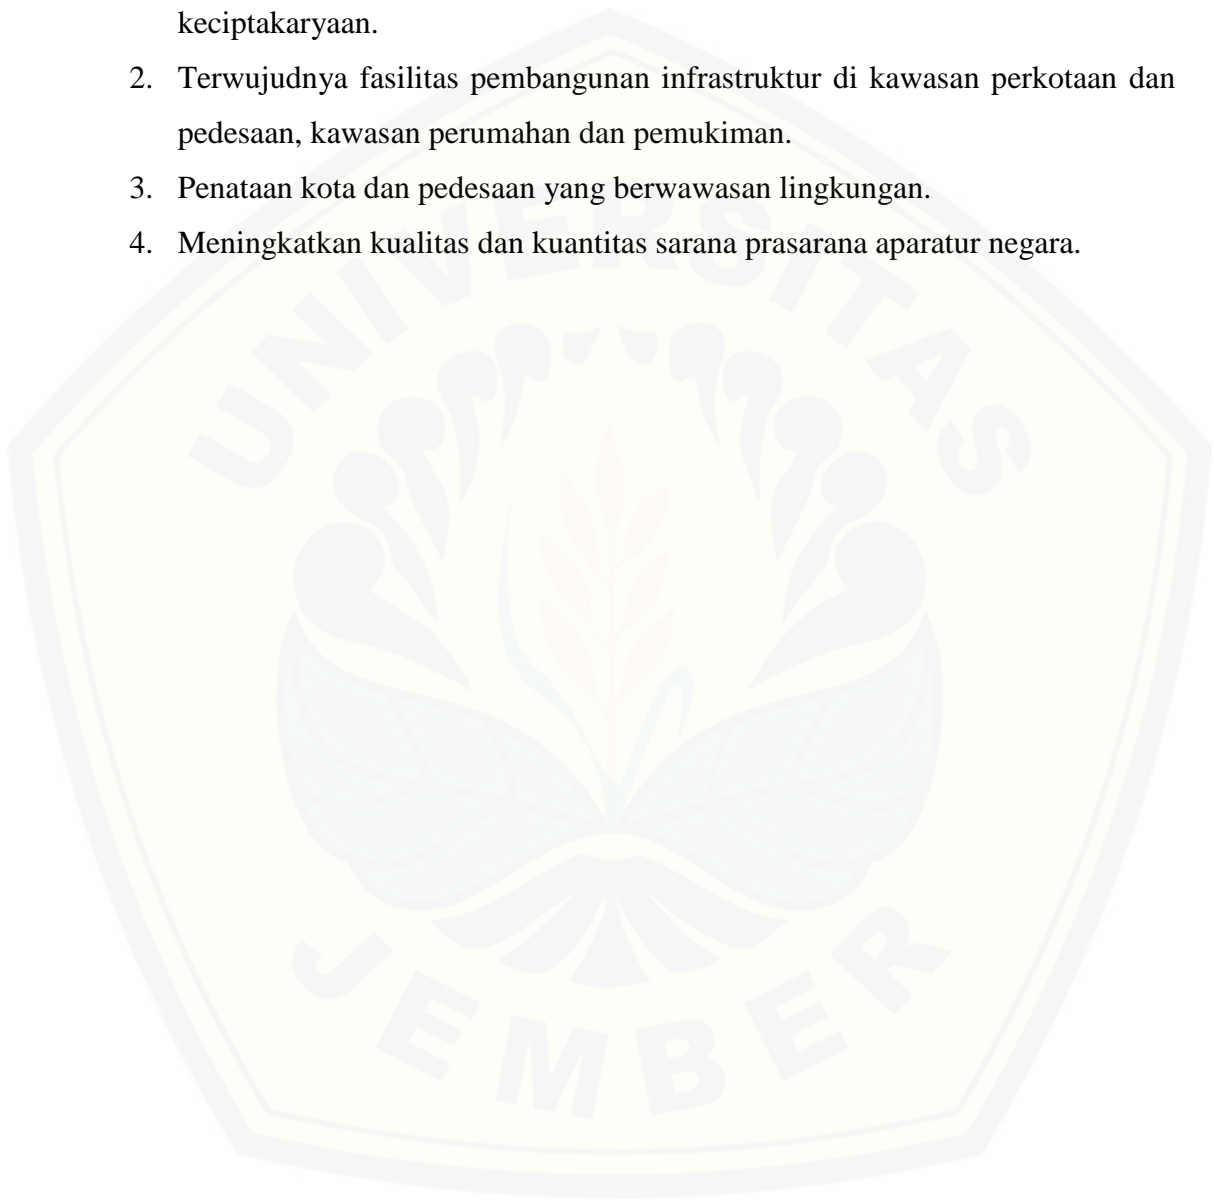 keciptakaryaan.
2. Terwujudnya fasilitas pembangunan infrastruktur di kawasan perkotaan dan
pedesaan, kawasan perumahan dan pemukiman.
3. Penataan kota dan pedesaan yang berwawasan lingkungan.
4. Meningkatkan kualitas dan kuantitas sarana prasarana aparatur negara.
UNIVERSITAS
JEMBER